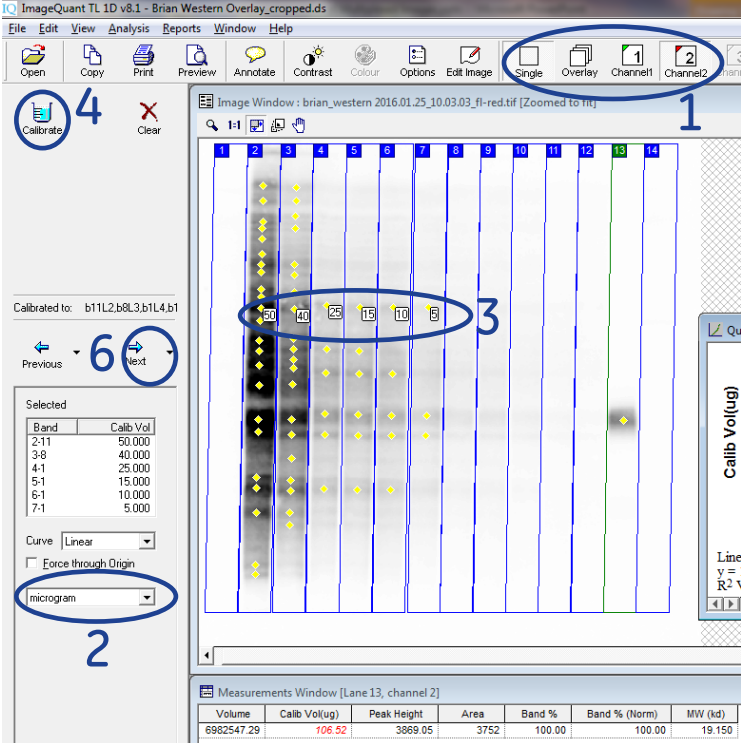 IQ ImageQuant TL 1D v8.1 - Brian Western Overlay_cropped.ds
File Edit View Analysis Reports Window Help
Open Copy Print Preview Annotate Contrast Colour Options Edit Image Single Overlay 1 Channel1 2 Channel2
1
4
Calibrate Clear
Image Window : brian_western 2016.01.25_10.03.03_fl-red.tif [Zoomed to fit]
1:1
1 2 3 4 5 6 7 8 9 10 11 12 13 14
Calibrated to: b11L2,b8L3,b1L4,b1
50 40 25 15 10 5
3
Previous 6 Next
Selected
Band Calib Vol
2-11 50.000
3-8 40.000
4-1 25.000
5-1 15.000
6-1 10.000
7-1 5.000
Curve Linear
Force through Origin
microgram
2
Qu
Calib Vol(ug)
Line
y =
R2 V
Measurements Window [Lane 13, channel 2]
Volume Calib Vol(ug) Peak Height Area Band % Band % (Norm) MW (kd)
6982547.29 106.52 3869.05 3752 100.00 100.00 19.150